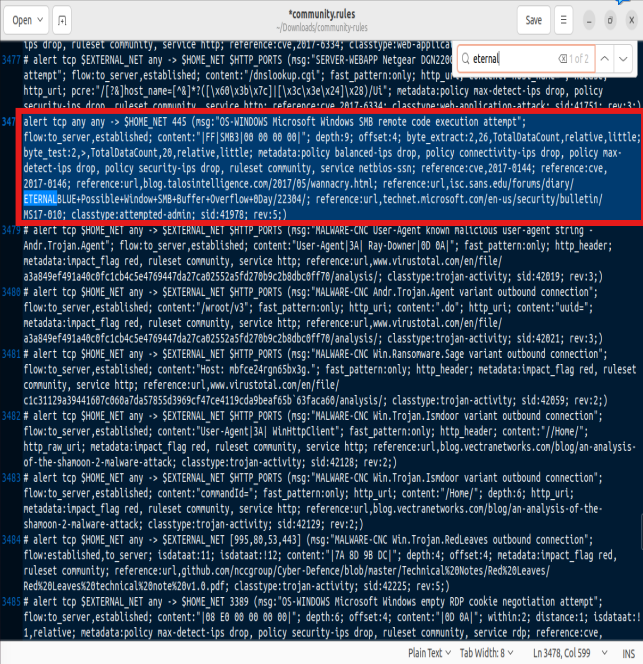 Open
*community.rules
~/Downloads/community-rules
Save
eternal
1 of 2
ips drop, ruleset community, service http; reference:cve,2017-6334; classtype:web-applicat
3477 # alert tcp $EXTERNAL_NET any -> $HOME_NET $HTTP_PORTS (msg:"SERVER-WEBAPP Netgear DGN2200
attempt"; flow:to_server,established; content:"/dnslookup.cgi"; fast_pattern:only; http_uri; content:"host_name="; nocase;
http_uri; pcre:"/[?&]host_name=[^&]*?([\x60\x3b\x7c]|[\x3c\x3e\x24]\x28)/Ui"; metadata:policy max-detect-ips drop, policy
security-ips drop, ruleset community, service http; reference:cve,2017-6334; classtype:web-application-attack; sid:41751; rev:3;)
3478 alert tcp any any -> $HOME_NET 445 (msg:"OS-WINDOWS Microsoft Windows SMB remote code execution attempt";
flow:to_server,established; content:"|FF|SMB3|00 00 00 00|"; depth:9; offset:4; byte_extract:2,26,TotalDataCount,relative,little;
byte_test:2,>,TotalDataCount,20,relative,little; metadata:policy balanced-ips drop, policy connectivity-ips drop, policy max-
detect-ips drop, policy security-ips drop, ruleset community, service netbios-ssn; reference:cve,2017-0144; reference:cve,
2017-0146; reference:url,blog.talosintelligence.com/2017/05/wannacry.html; reference:url,isc.sans.edu/forums/diary/
ETERNALBLUE+Possible+Window+SMB+Buffer+Overflow+0Day/22304/; reference:url,technet.microsoft.com/en-us/security/bulletin/
MS17-010; classtype:attempted-admin; sid:41978; rev:5;)
3479 # alert tcp $HOME_NET any -> $EXTERNAL_NET $HTTP_PORTS (msg:"MALWARE-CNC User-Agent known malicious user-agent string -
Andr.Trojan.Agent"; flow:to_server,established; content:"User-Agent|3A| Ray-Downer|0D 0A|"; fast_pattern:only; http_header;
metadata:impact_flag red, ruleset community, service http; reference:url,www.virustotal.com/en/file/
a3a849ef491a40c0fc1cb4c5e4769447da27ca02552a5fd270b9c2b8dbc0ff70/analysis/; classtype:trojan-activity; sid:42019; rev:3;)
3480 # alert tcp $HOME_NET any -> $EXTERNAL_NET $HTTP_PORTS (msg:"MALWARE-CNC Andr.Trojan.Agent variant outbound connection";
flow:to_server,established; content:"/wroot/v3"; fast_pattern:only; http_uri; content:".do"; http_uri; content:"uuid=";
metadata:impact_flag red, ruleset community, service http; reference:url,www.virustotal.com/en/file/
a3a849ef491a40c0fc1cb4c5e4769447da27ca02552a5fd270b9c2b8dbc0ff70/analysis/; classtype:trojan-activity; sid:42021; rev:3;)
3481 # alert tcp $HOME_NET any -> $EXTERNAL_NET $HTTP_PORTS (msg:"MALWARE-CNC Win.Ransomware.Sage variant outbound connection";
flow:to_server,established; content:"Host: mbfce24rgn65bx3g."; fast_pattern:only; http_header; metadata:impact_flag red, ruleset
community, service http; reference:url,www.virustotal.com/en/file/
c1c31129a39441607c060a7da57855d3969cf47ce4119cda9beaf65b`63faca60/analysis/; classtype:trojan-activity; sid:42059; rev:2;)
3482 # alert tcp $HOME_NET any -> $EXTERNAL_NET $HTTP_PORTS (msg:"MALWARE-CNC Win.Trojan.Ismdoor variant outbound connection";
flow:to_server,established; content:"User-Agent|3A| WinHttpClient"; fast_pattern:only; http_header; content:"//Home/";
http_raw_uri; metadata:impact_flag red, ruleset community, service http; reference:url,blog.vectranetworks.com/blog/an-analysis-
of-the-shamoon-2-malware-attack; classtype:trojan-activity; sid:42128; rev:2;)
3483 # alert tcp $HOME_NET any -> $EXTERNAL_NET $HTTP_PORTS (msg:"MALWARE-CNC Win.Trojan.Ismdoor variant outbound connection";
flow:to_server,established; content:"commandId="; fast_pattern:only; http_uri; content:"/Home/"; depth:6; http_uri;
metadata:impact_flag red, ruleset community, service http; reference:url,blog.vectranetworks.com/blog/an-analysis-of-the-
shamoon-2-malware-attack; classtype:trojan-activity; sid:42129; rev:2;)
3484 # alert tcp $HOME_NET any -> $EXTERNAL_NET [995,80,53,443] (msg:"MALWARE-CNC Win.Trojan.RedLeaves outbound connection";
flow:established,to_server; isdataat:11; isdataat:!12; content:"|7A 8D 9B DC|"; depth:4; offset:4; metadata:impact_flag red,
ruleset community; reference:url,github.com/nccgroup/Cyber-Defence/blob/master/Technical%20Notes/Red%20Leaves/
Red%20Leaves%20technical%20note%20v1.0.pdf; classtype:trojan-activity; sid:42225; rev:5;)
3485 # alert tcp $EXTERNAL_NET any -> $HOME_NET 3389 (msg:"OS-WINDOWS Microsoft Windows empty RDP cookie negotiation attempt";
flow:to_server,established; content:"|08 E0 00 00 00 00|"; depth:6; offset:4; content:"|00 0A|"; within:2; distance:1; isdataat:!
1,relative; metadata:policy max-detect-ips drop, policy security-ips drop, ruleset community, service rdp; reference:cve,
Plain Text
Tab Width: 8
Ln 3478, Col 599
INS